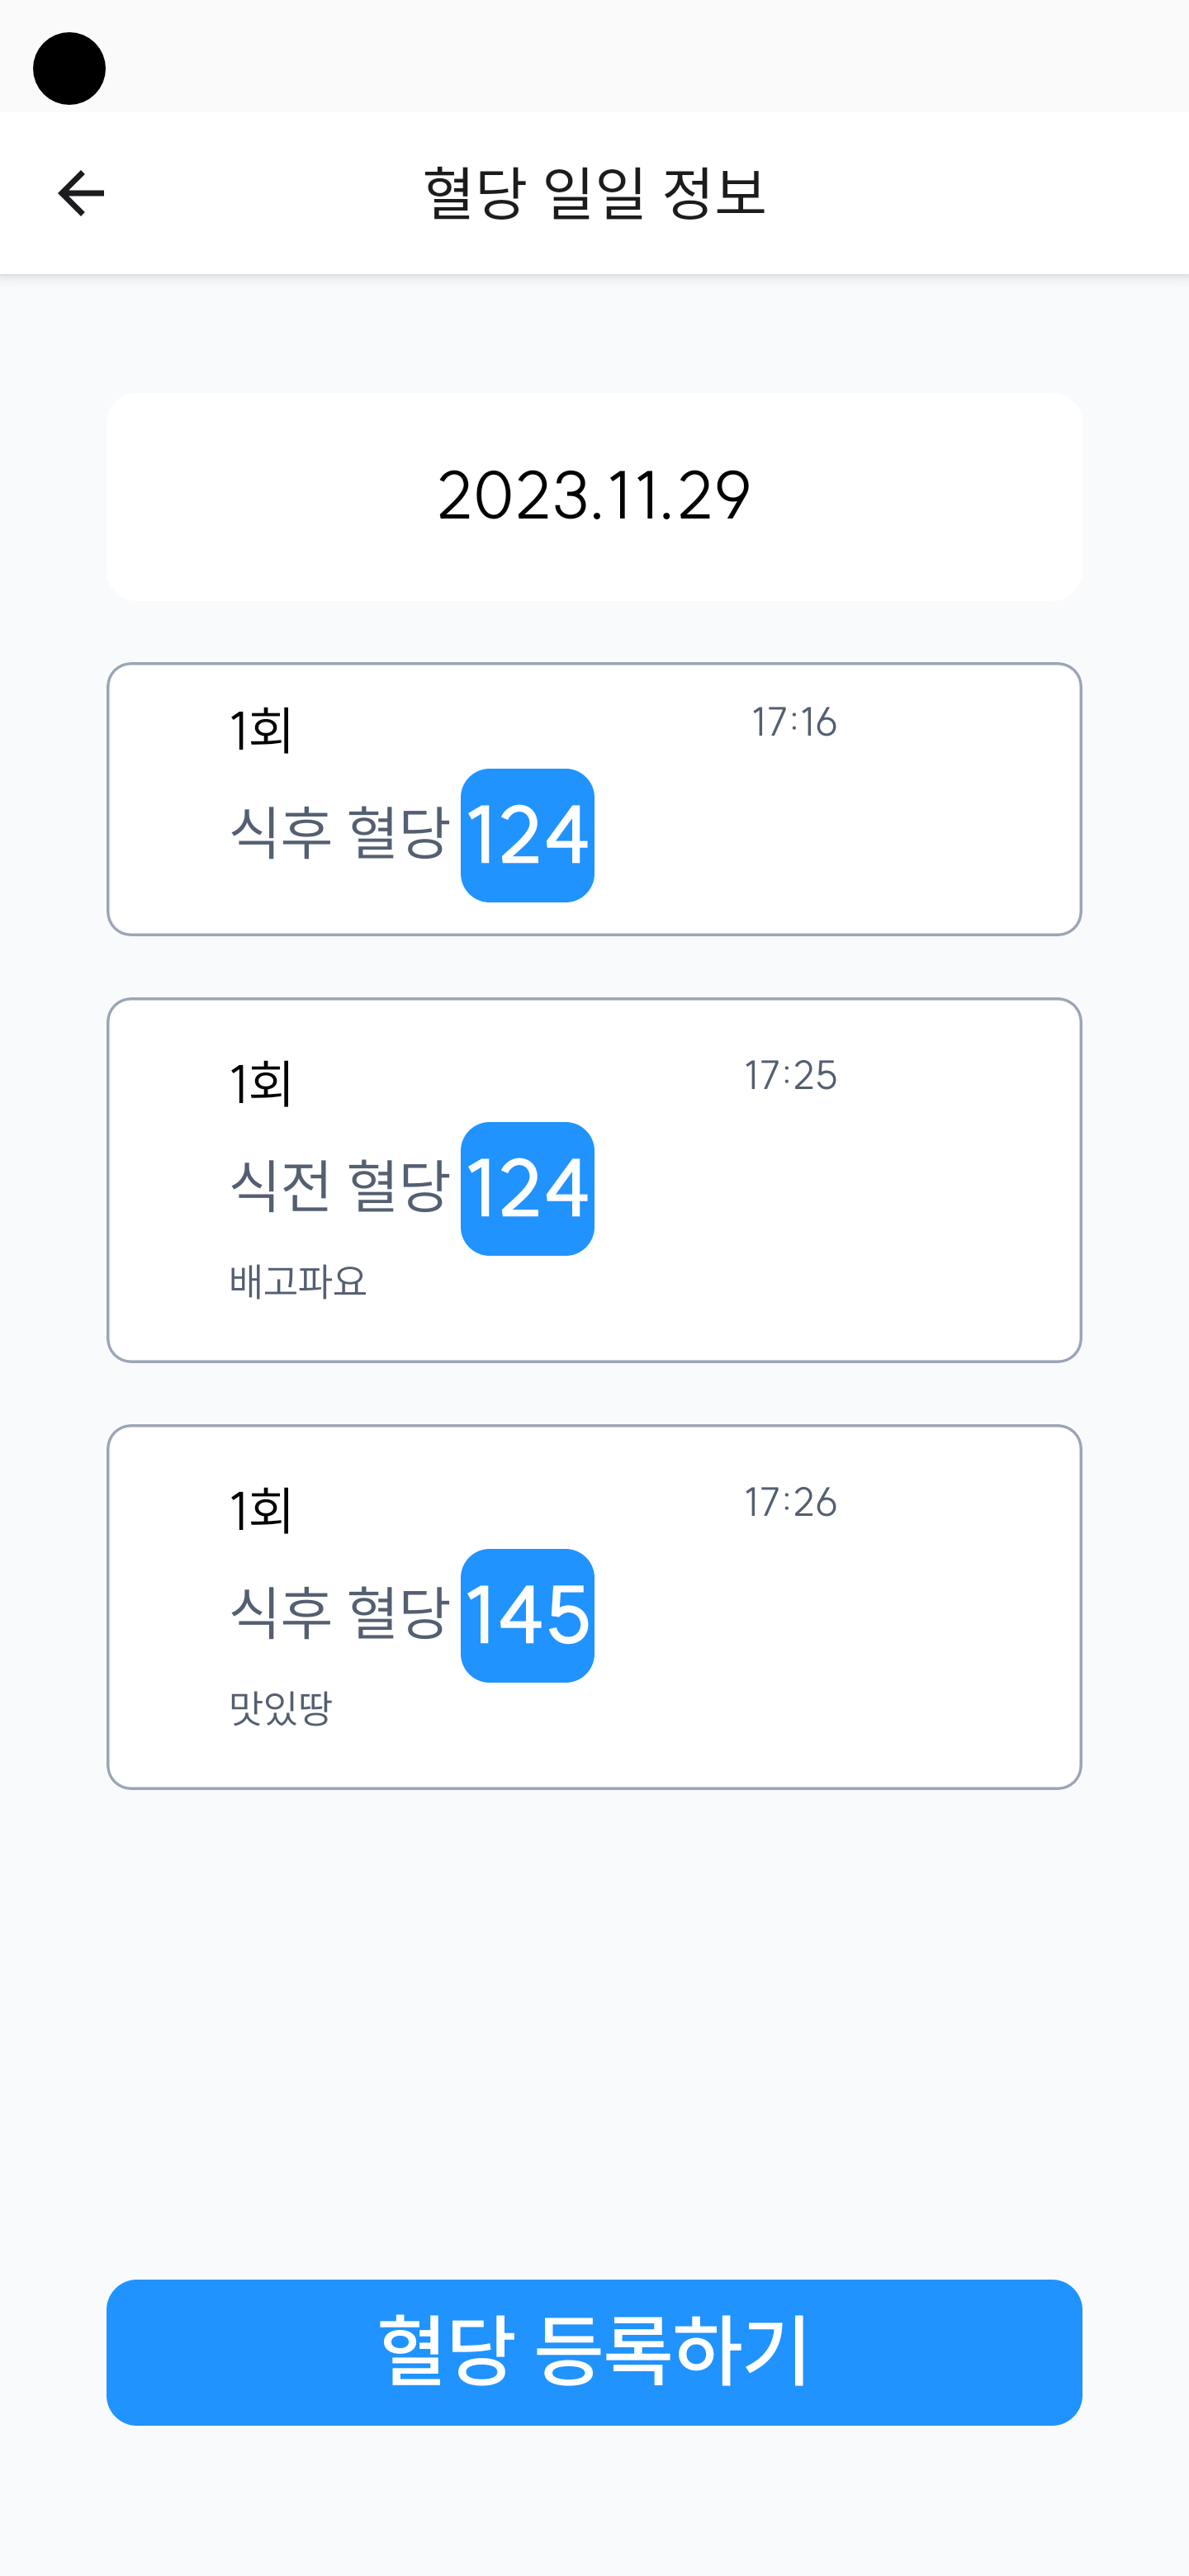 혈당 일일 정보
2023.11.29
1회 17:16
식후 혈당 124
1회 17:25
식전 혈당 124
배고파요
1회 17:26
식후 혈당 145
맛있땅
혈당 등록하기